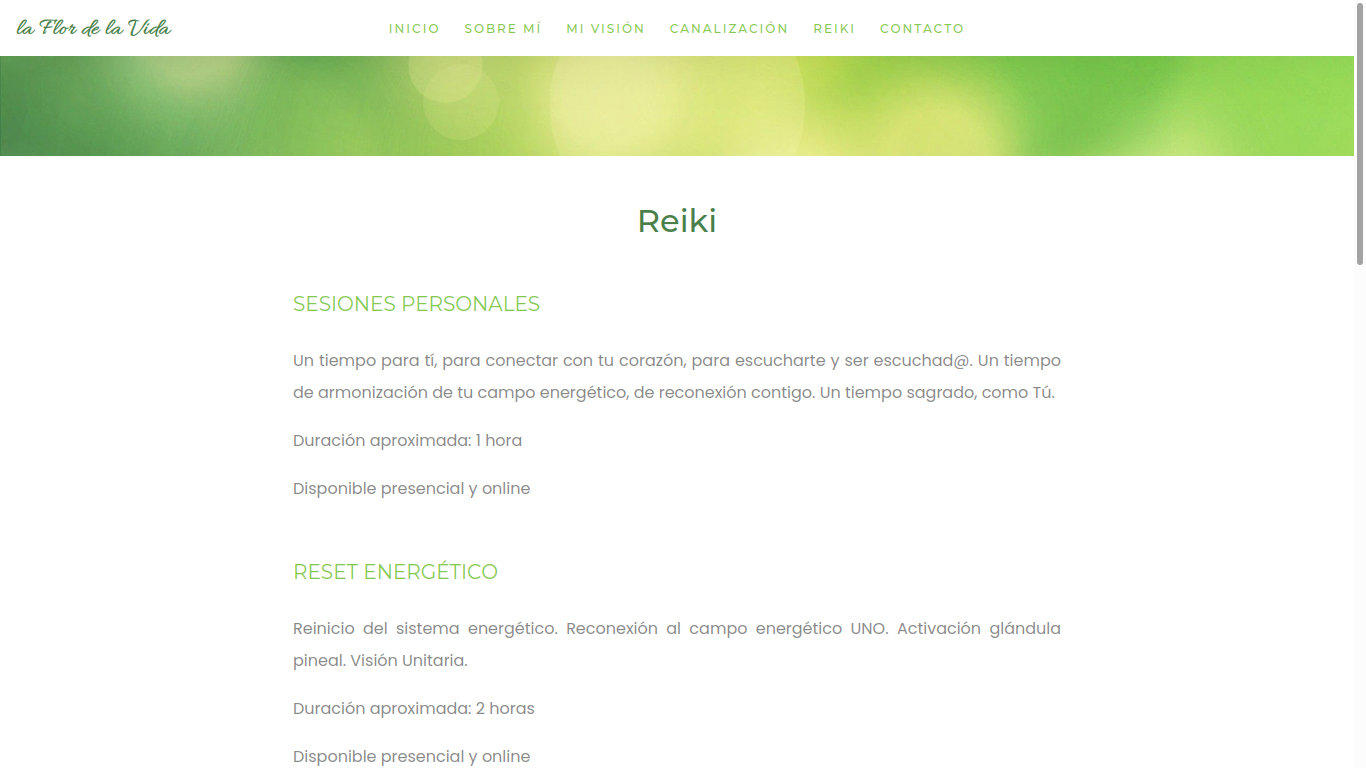 la Flor de la Vida
INICIO SOBRE MÍ MI VISIÓN CANALIZACIÓN REIKI CONTACTO
Reiki
SESIONES PERSONALES
Un tiempo para tí, para conectar con tu corazón, para escucharte y ser escuchad@. Un tiempo
de armonización de tu campo energético, de reconexión contigo. Un tiempo sagrado, como Tú.
Duración aproximada: 1 hora
Disponible presencial y online
RESET ENERGÉTICO
Reinicio del sistema energético. Reconexión al campo energético UNO. Activación glándula
pineal. Visión Unitaria.
Duración aproximada: 2 horas
Disponible presencial y online